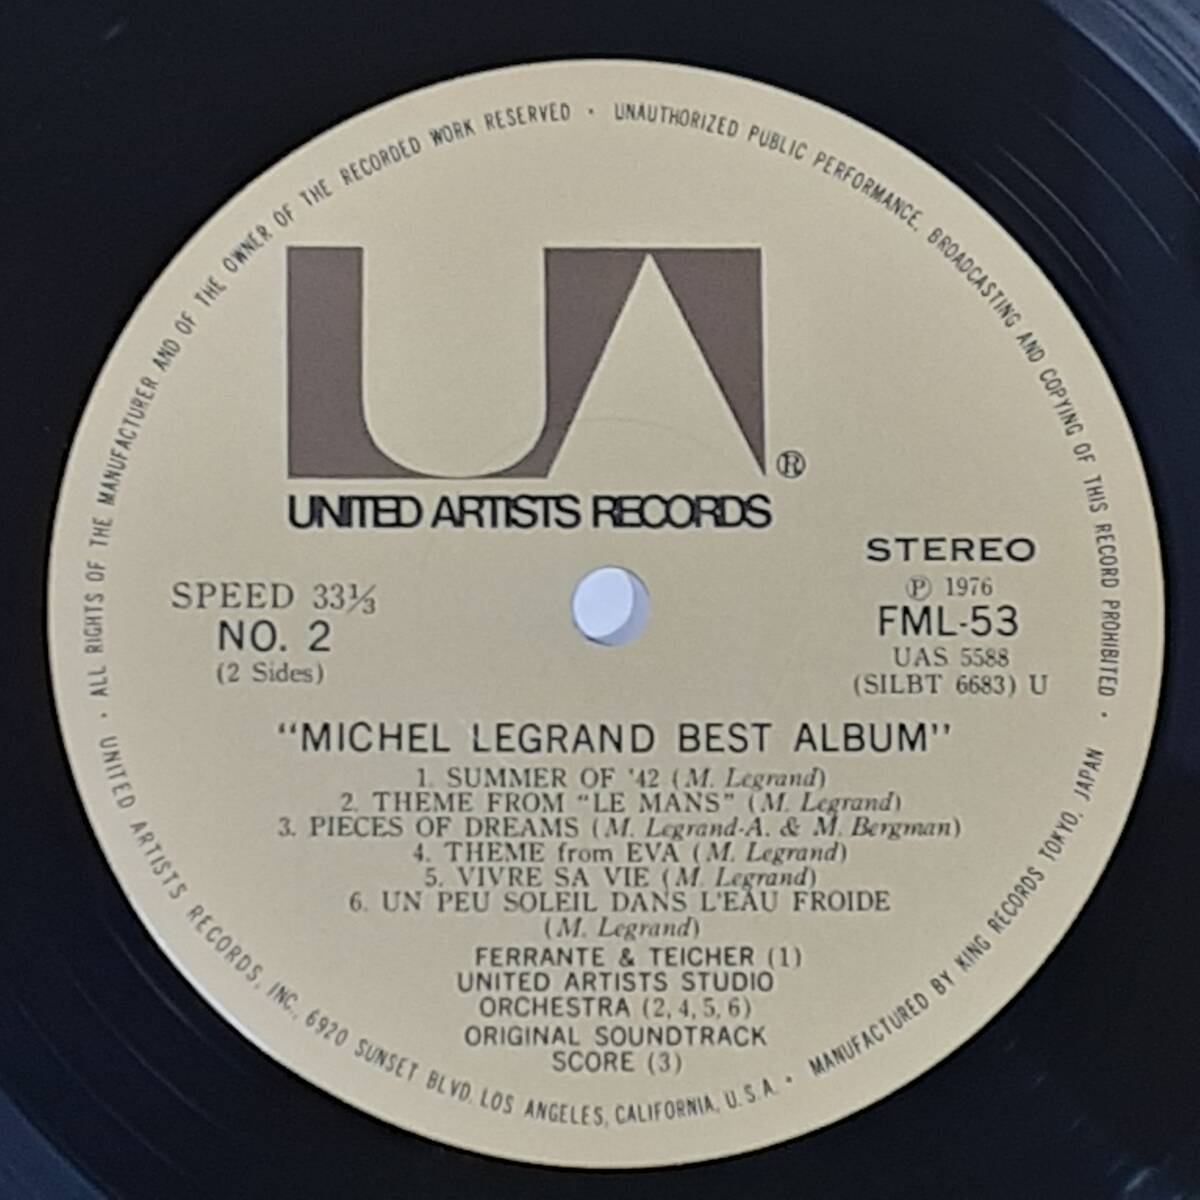 UNITED ARTISTS RECORDS, INC., 6920 SUNSET BLVD. LOS ANGELES, CALIFORNIA, U.S.A. • MANUFACTURED BY KING RECORDS TOKYO, JAPAN
• ALL RIGHTS OF THE MANUFACTURER AND OF THE OWNER OF THE RECORDED WORK RESERVED • UNAUTHORIZED PUBLIC PERFORMANCE, BROADCASTING AND COPYING OF THIS RECORD PROHIBITED •
UA®
UNITED ARTISTS RECORDS
STEREO
Ⓟ 1976
FML-53
UAS 5588
(SILBT 6683) U
SPEED 33⅓
NO. 2
(2 Sides)
"MICHEL LEGRAND BEST ALBUM"
1. SUMMER OF '42 (M. Legrand)
2. THEME FROM "LE MANS" (M. Legrand)
3. PIECES OF DREAMS (M. Legrand-A. & M. Bergman)
4. THEME from EVA (M. Legrand)
5. VIVRE SA VIE (M. Legrand)
6. UN PEU SOLEIL DANS L'EAU FROIDE
(M. Legrand)
FERRANTE & TEICHER (1)
UNITED ARTISTS STUDIO
ORCHESTRA (2, 4, 5, 6)
ORIGINAL SOUNDTRACK
SCORE (3)